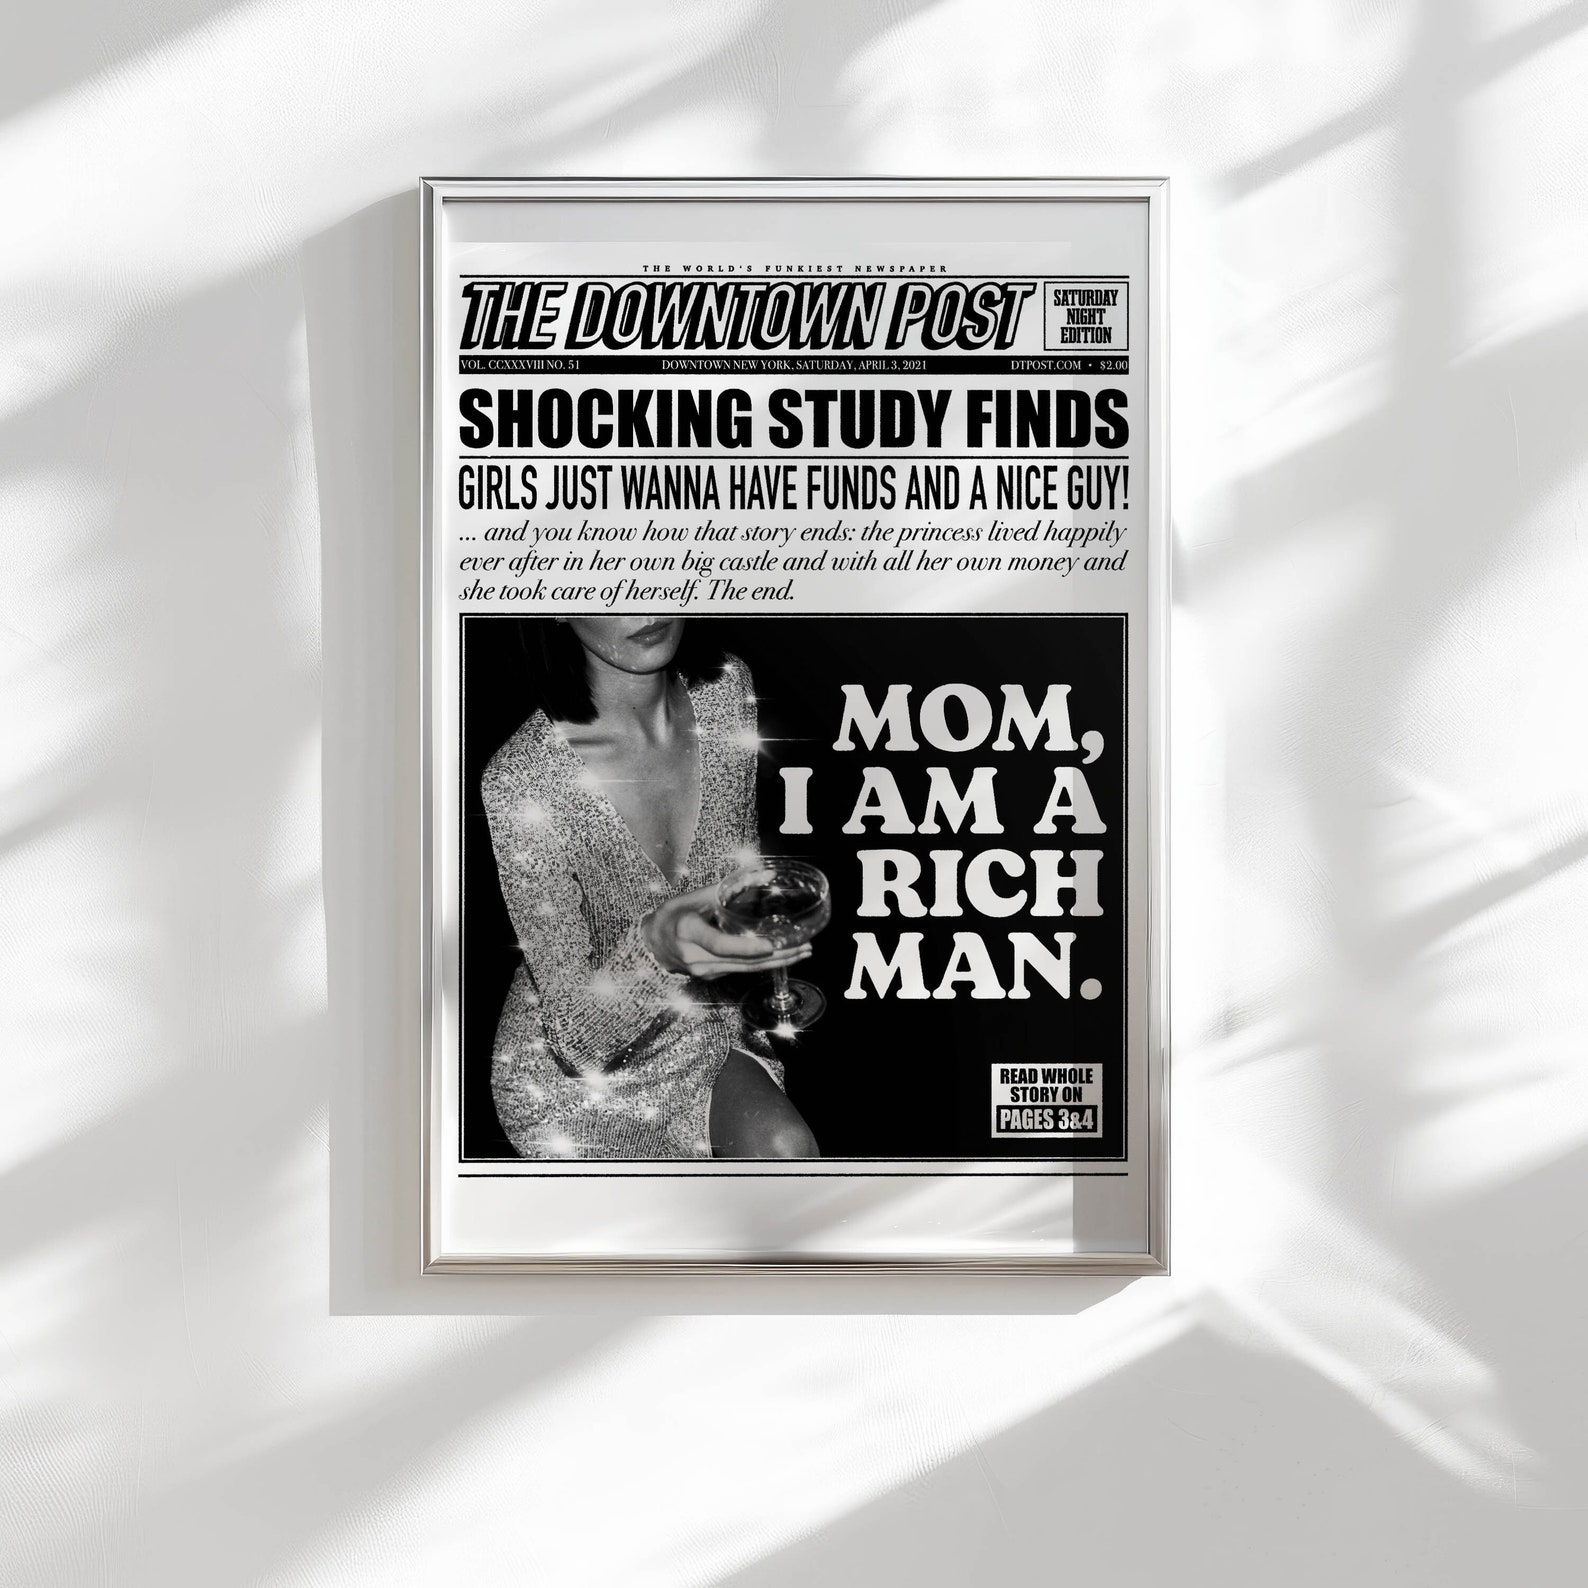 THE WORLD'S FUNKIEST NEWSPAPER
THE DOWNTOWN POST
SATURDAY
NIGHT
EDITION
VOL. CCXXXVIII NO. 51 DOWNTOWN NEW YORK, SATURDAY, APRIL 3, 2021 DTPOST.COM • $2.00
SHOCKING STUDY FINDS
GIRLS JUST WANNA HAVE FUNDS AND A NICE GUY!
... and you know how that story ends: the princess lived happily
ever after in her own big castle and with all her own money and
she took care of herself. The end.
MOM,
I AM A
RICH
MAN.
READ WHOLE
STORY ON
PAGES 3&4